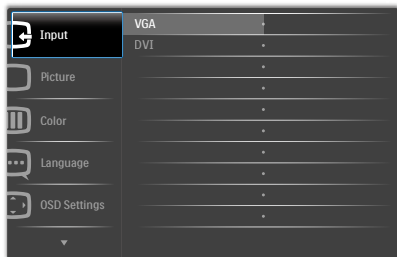 Input
VGA
DVI
Picture
Color
Language
OSD Settings